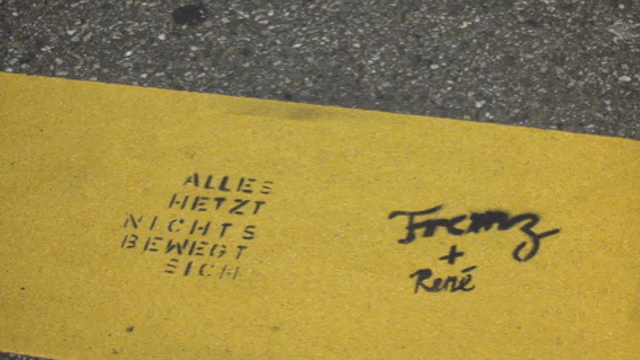 ALLES
HETZT
NICHTS
BEWEGT
SICH
Franz
+
René